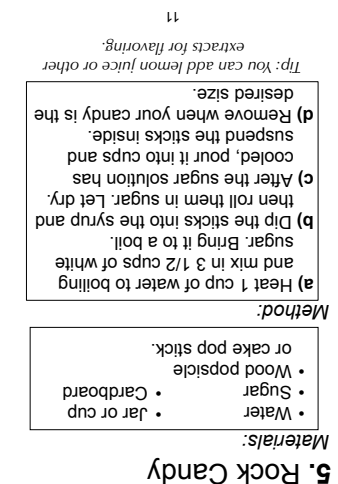 5. Rock Candy
Materials:
• Water
• Sugar
• Wood popsicle
or cake pop stick.
• Jar or cup
• Cardboard
Method:
a) Heat 1 cup of water to boiling
and mix in 3 1/2 cups of white
sugar. Bring it to a boil.
b) Dip the sticks into the syrup and
then roll them in sugar. Let dry.
c) After the sugar solution has
cooled, pour it into cups and
suspend the sticks inside.
d) Remove when your candy is the
desired size.
Tip: You can add lemon juice or other
extracts for flavoring.
11